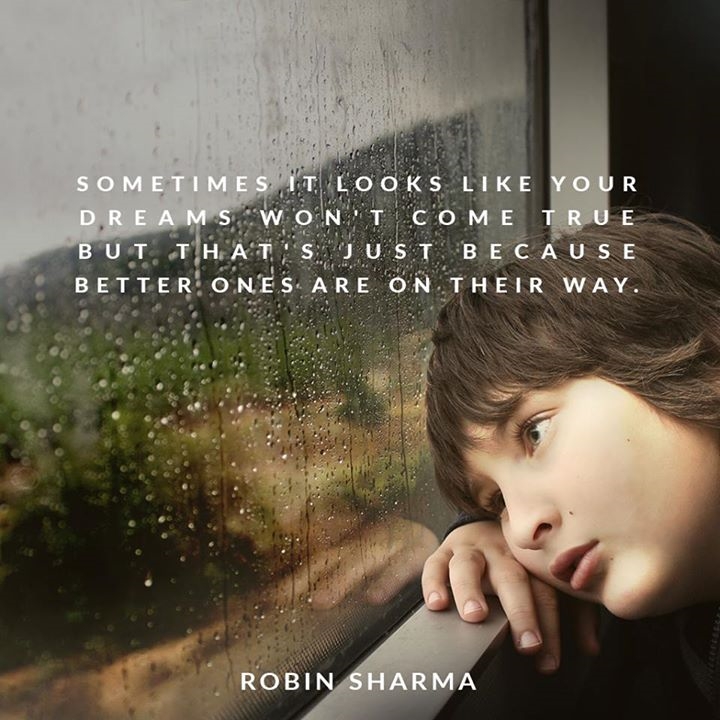 SOMETIMES IT LOOKS LIKE YOUR
DREAMS WON'T COME TRUE
BUT THAT'S JUST BECAUSE
BETTER ONES ARE ON THEIR WAY.
ROBIN SHARMA